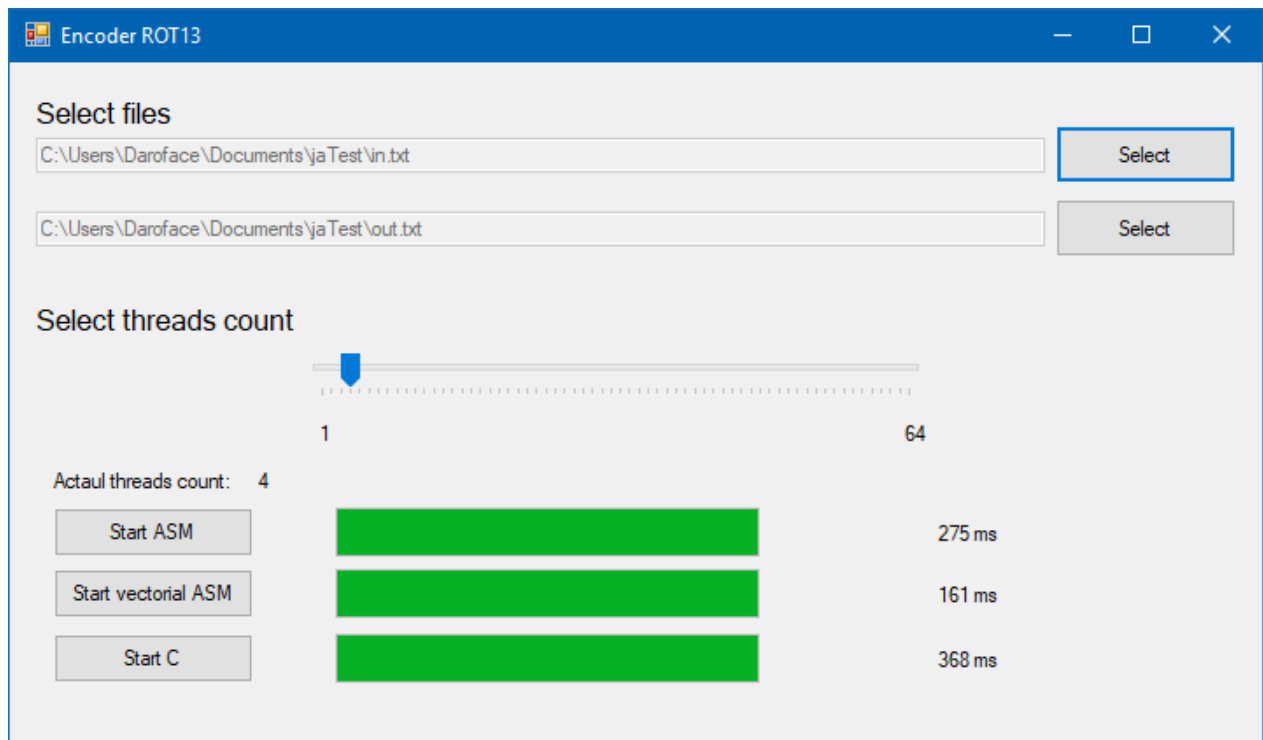 Encoder ROT13
Select files
C:\Users\Daroface\Documents\jaTest\in.txt
Select
C:\Users\Daroface\Documents\jaTest\out.txt
Select
Select threads count
1 64
Actaul threads count: 4
Start ASM 275 ms
Start vectorial ASM 161 ms
Start C 368 ms